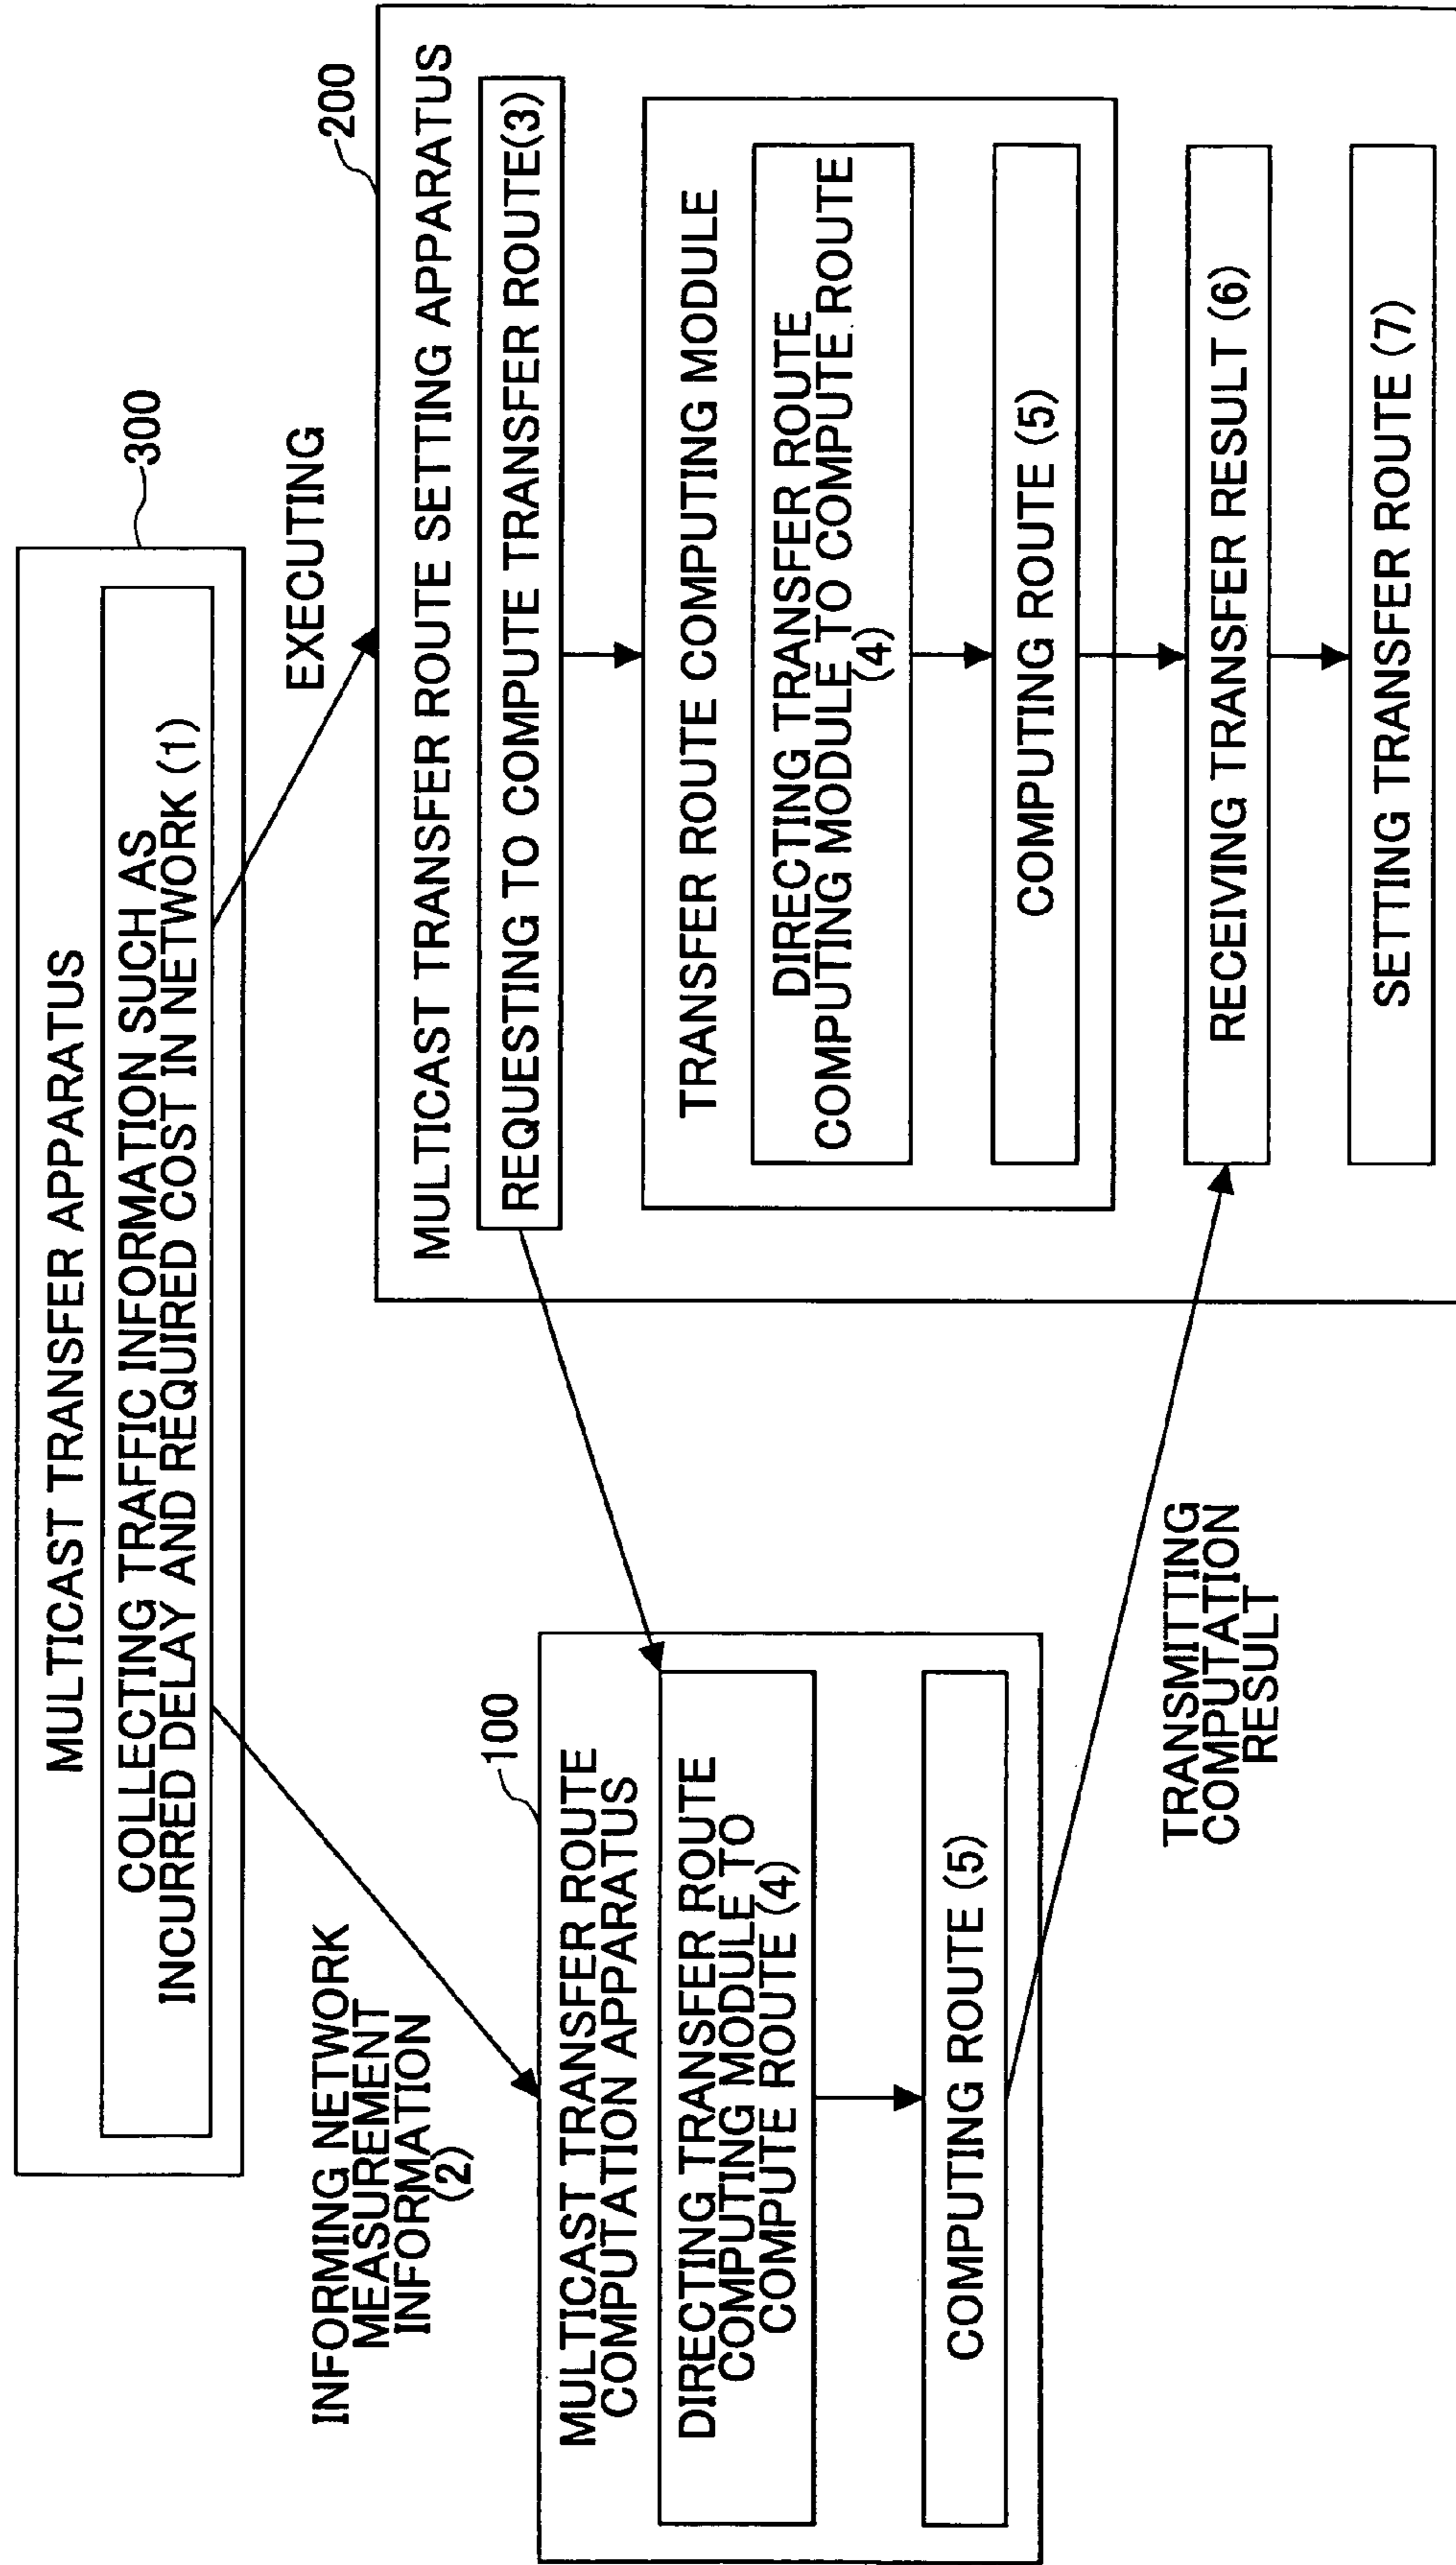 MULTICAST TRANSFER APPARATUS
300
COLLECTING TRAFFIC INFORMATION SUCH AS
INCURRED DELAY AND REQUIRED COST IN NETWORK (1)
INFORMING NETWORK
MEASUREMENT
INFORMATION
(2)
EXECUTING
100
MULTICAST TRANSFER ROUTE
COMPUTATION APPARATUS
DIRECTING TRANSFER ROUTE
COMPUTING MODULE TO
COMPUTE ROUTE (4)
COMPUTING ROUTE (5)
TRANSMITTING
COMPUTATION
RESULT
200
MULTICAST TRANSFER ROUTE SETTING APPARATUS
REQUESTING TO COMPUTE TRANSFER ROUTE(3)
TRANSFER ROUTE COMPUTING MODULE
DIRECTING TRANSFER ROUTE
COMPUTING MODULE TO COMPUTE ROUTE
(4)
COMPUTING ROUTE (5)
RECEIVING TRANSFER RESULT (6)
SETTING TRANSFER ROUTE (7)